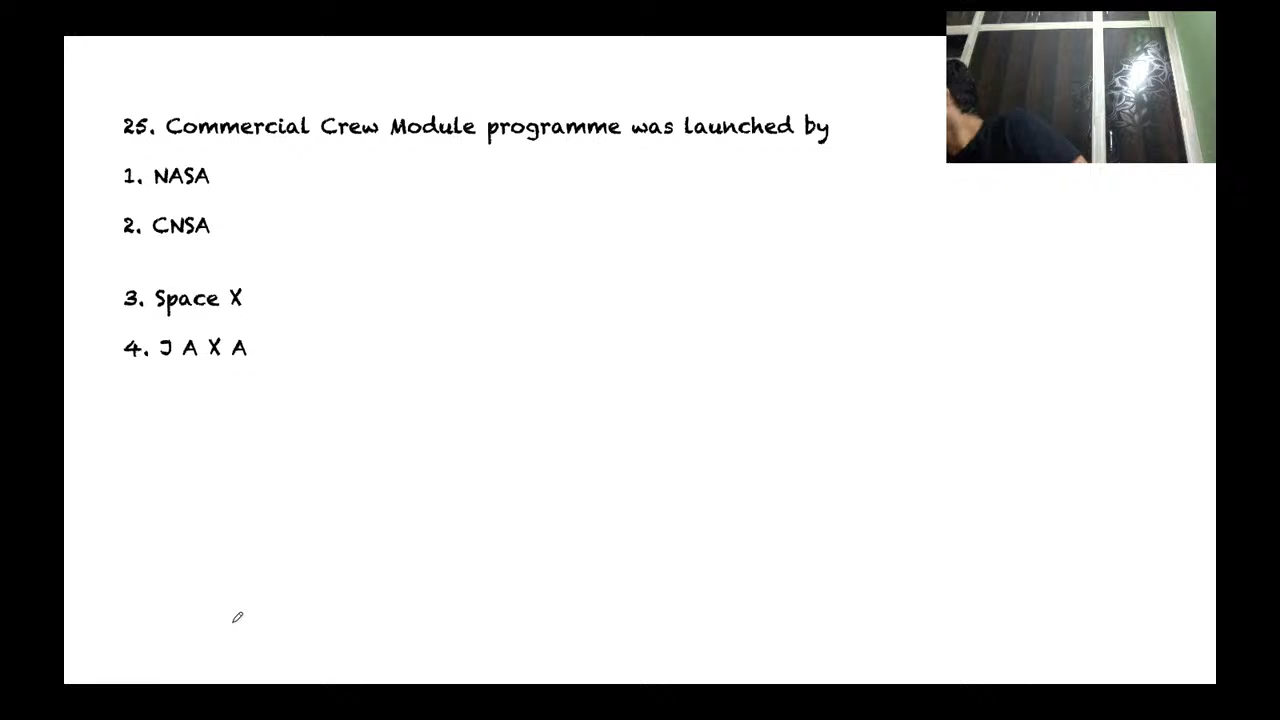 25. Commercial Crew Module programme was launched by
1. NASA
2. CNSA
3. Space X
4. J A X A